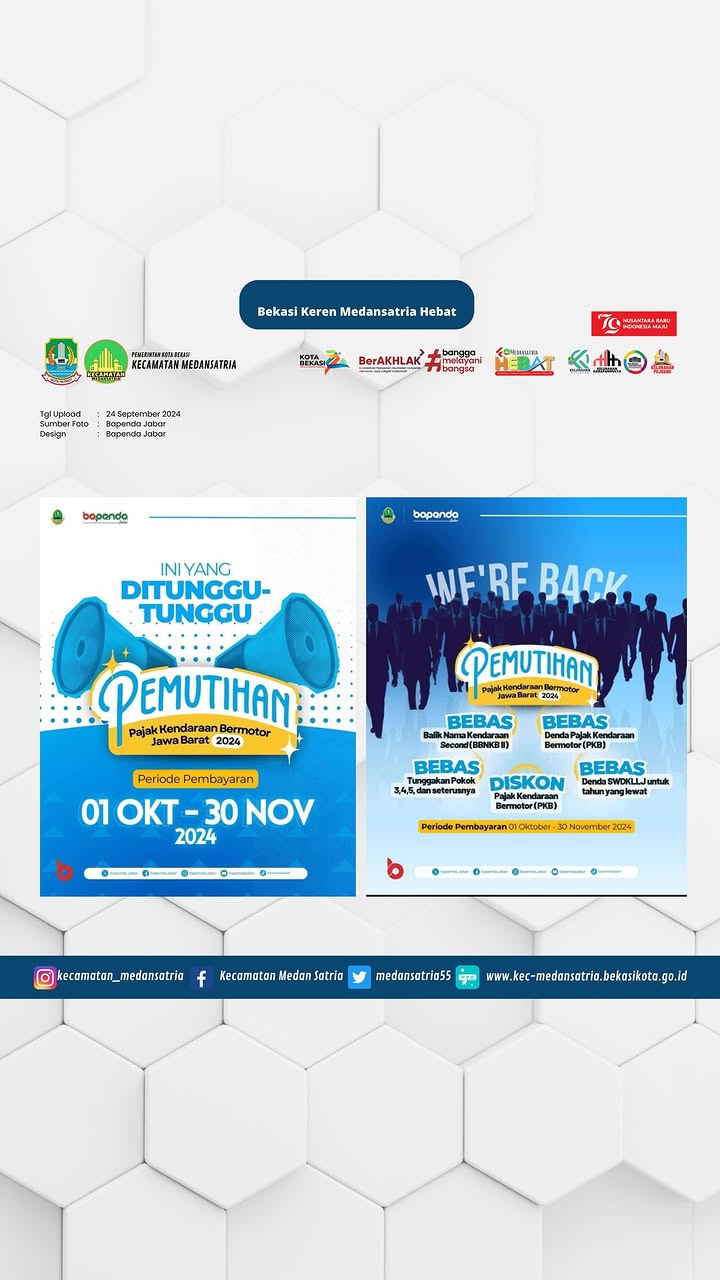 Bekasi Keren Medansatria Hebat
79 NUSANTARA BARU
INDONESIA MAJU
KECAMATAN
MEDANSATRIA
PEMERINTAH KOTA BEKASI
KECAMATAN MEDANSATRIA
KOTA
BEKASI
BerAKHLAK
#bangga
melayani
bangsa
MEDANSATRIA
HEBAT
Tgl Upload : 24 September 2024
Sumber Foto : Bapenda Jabar
Design : Bapenda Jabar
bapenda
INI YANG
DITUNGGU-
TUNGGU
PEMUTIHAN
Pajak Kendaraan Bermotor
Jawa Barat 2024
Periode Pembayaran
01 OKT - 30 NOV
2024
bapenda
WE'RE BACK
PEMUTIHAN
Pajak Kendaraan Bermotor
Jawa Barat 2024
BEBAS
Balik Nama Kendaraan
Second (BBNKB II)
BEBAS
Denda Pajak Kendaraan
Bermotor (PKB)
BEBAS
Tunggakan Pokok
3,4,5, dan seterusnya
DISKON
Pajak Kendaraan
Bermotor (PKB)
BEBAS
Denda SWDKLLJ untuk
tahun yang lewat
Periode Pembayaran 01 Oktober - 30 November 2024
kecamatan_medansatria Kecamatan Medan Satria medansatria55 www.kec-medansatria.bekasikota.go.id